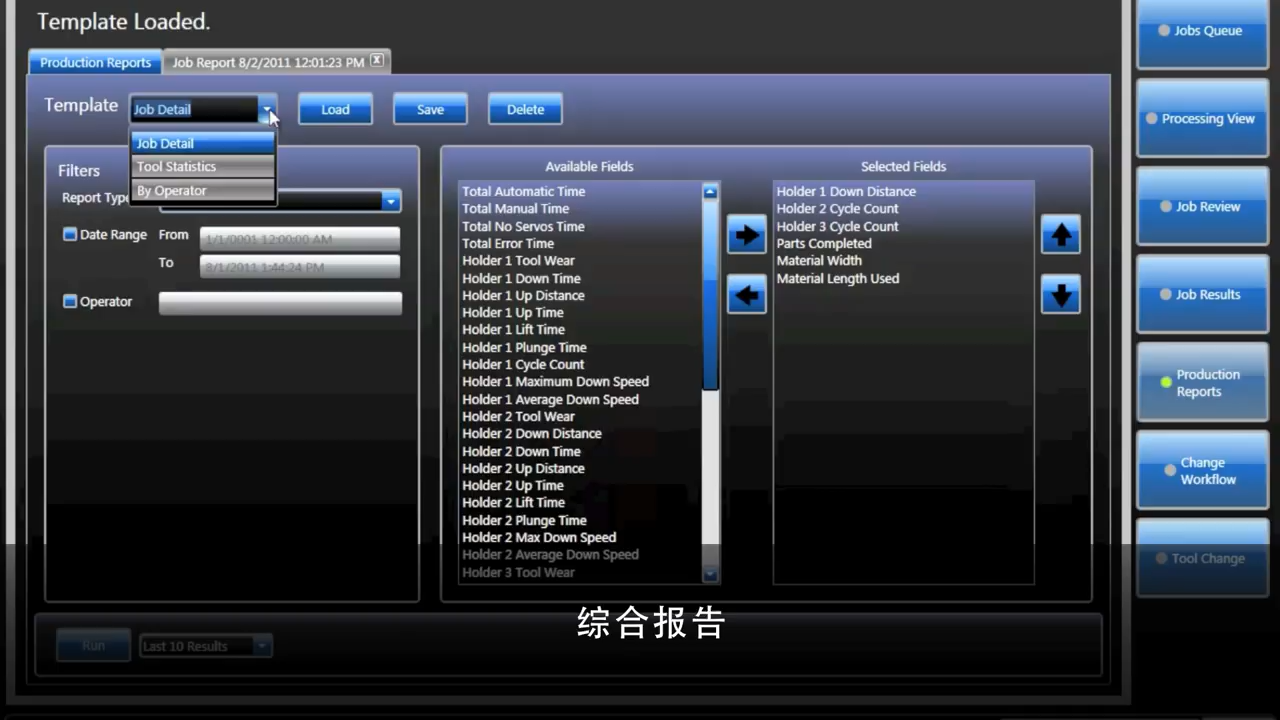 Template Loaded.
Production Reports
Job Report 8/2/2011 12:01:23 PM
X
Template
Job Detail
Load
Save
Delete
Job Detail
Tool Statistics
By Operator
Filters
Report Type
Date Range
From
1/1/0001 12:00:00 AM
To
8/1/2011 1:44:24 PM
Operator
Available Fields
Total Automatic Time
Total Manual Time
Total No Servos Time
Total Error Time
Holder 1 Tool Wear
Holder 1 Down Time
Holder 1 Up Distance
Holder 1 Up Time
Holder 1 Lift Time
Holder 1 Plunge Time
Holder 1 Cycle Count
Holder 1 Maximum Down Speed
Holder 1 Average Down Speed
Holder 2 Tool Wear
Holder 2 Down Distance
Holder 2 Down Time
Holder 2 Up Distance
Holder 2 Up Time
Holder 2 Lift Time
Holder 2 Plunge Time
Holder 2 Max Down Speed
Holder 2 Average Down Speed
Holder 3 Tool Wear
Selected Fields
Holder 1 Down Distance
Holder 2 Cycle Count
Holder 3 Cycle Count
Parts Completed
Material Width
Material Length Used
Run
Last 10 Results
综合报告
Jobs Queue
Processing View
Job Review
Job Results
Production
Reports
Change
Workflow
Tool Change